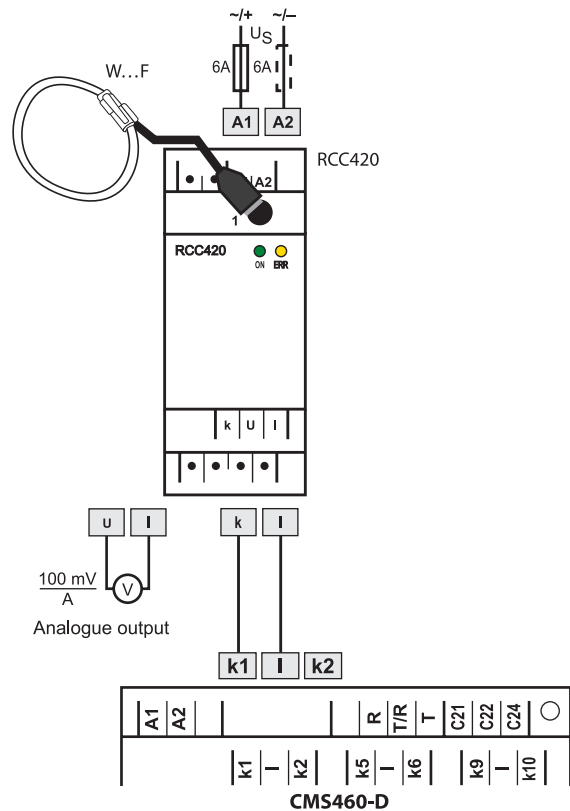 ~/+ ~/–
US
6A 6A
W...F
A1 A2
RCC420
A2
1
RCC420
ON ERR
k U l
U l k l
100 mV
A
V
Analogue output
k1 l k2
A1 A2 R T/R T C21 C22 C24
k1 l k2 k5 l k6 k9 l k10
CMS460-D